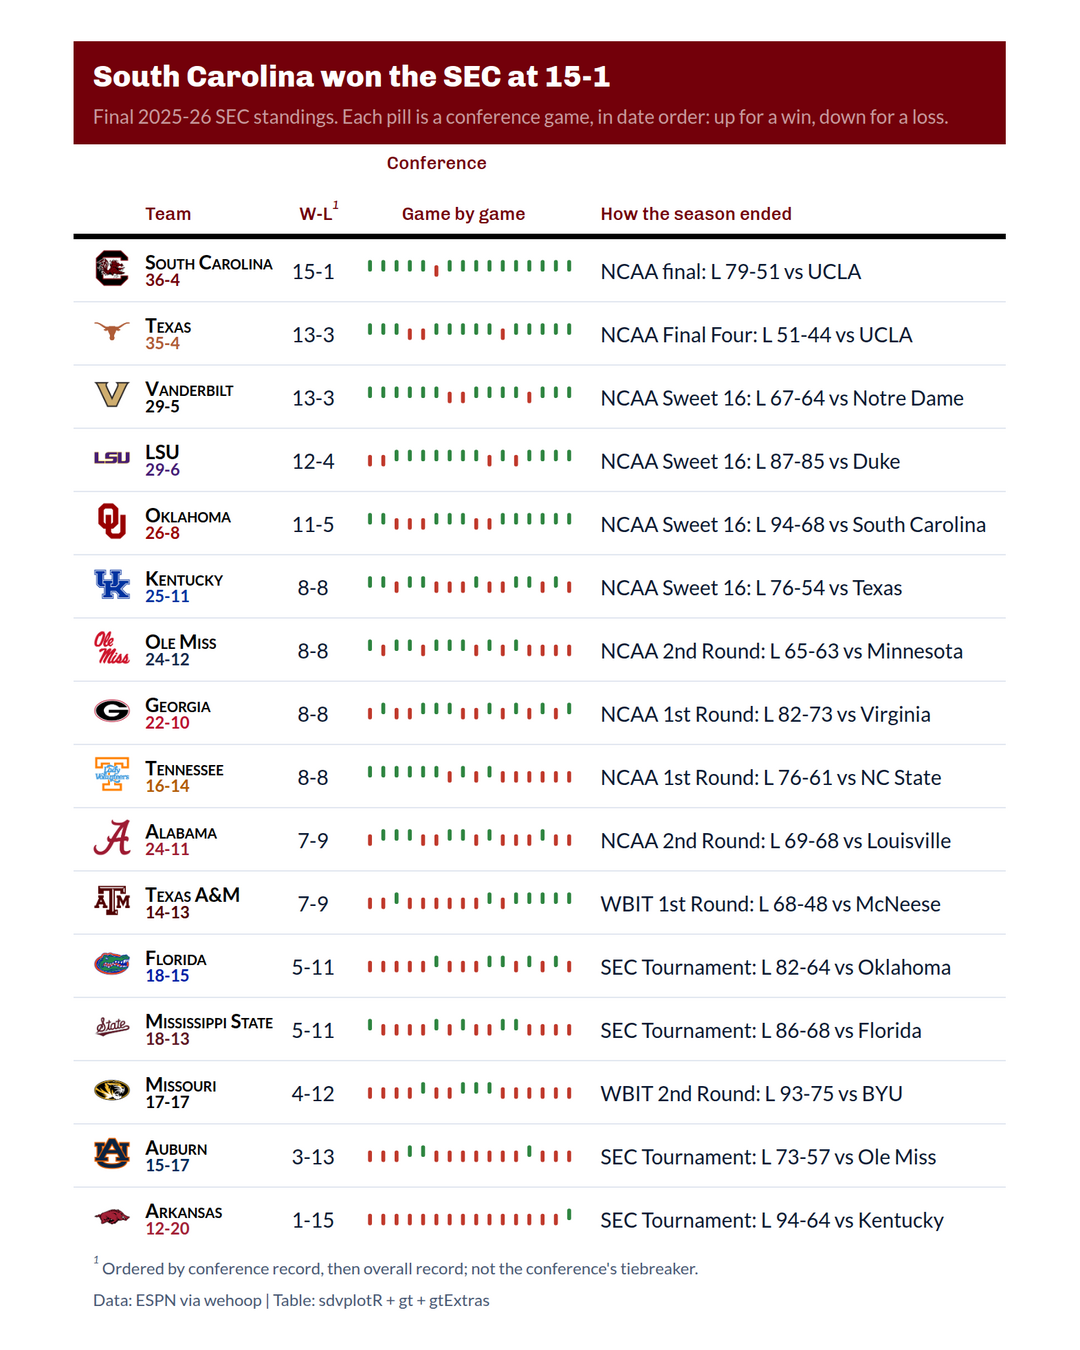 South Carolina won the SEC at 15-1
Final 2025-26 SEC standings. Each pill is a conference game, in date order: up for a win, down for a loss.
Conference
Team W-L1 Game by game How the season ended
South Carolina
36-4
15-1
NCAA final: L 79-51 vs UCLA
Texas
35-4
13-3
NCAA Final Four: L 51-44 vs UCLA
Vanderbilt
29-5
13-3
NCAA Sweet 16: L 67-64 vs Notre Dame
LSU
LSU
29-6
12-4
NCAA Sweet 16: L 87-85 vs Duke
Oklahoma
26-8
11-5
NCAA Sweet 16: L 94-68 vs South Carolina
Kentucky
25-11
8-8
NCAA Sweet 16: L 76-54 vs Texas
Ole Miss
Ole Miss
24-12
8-8
NCAA 2nd Round: L 65-63 vs Minnesota
Georgia
22-10
8-8
NCAA 1st Round: L 82-73 vs Virginia
Tennessee
16-14
8-8
NCAA 1st Round: L 76-61 vs NC State
Alabama
24-11
7-9
NCAA 2nd Round: L 69-68 vs Louisville
Texas A&M
14-13
7-9
WBIT 1st Round: L 68-48 vs McNeese
Florida
18-15
5-11
SEC Tournament: L 82-64 vs Oklahoma
State
Mississippi State
18-13
5-11
SEC Tournament: L 86-68 vs Florida
Missouri
17-17
4-12
WBIT 2nd Round: L 93-75 vs BYU
Auburn
15-17
3-13
SEC Tournament: L 73-57 vs Ole Miss
Arkansas
12-20
1-15
SEC Tournament: L 94-64 vs Kentucky
1 Ordered by conference record, then overall record; not the conference's tiebreaker.
Data: ESPN via wehoop | Table: sdvplotR + gt + gtExtras